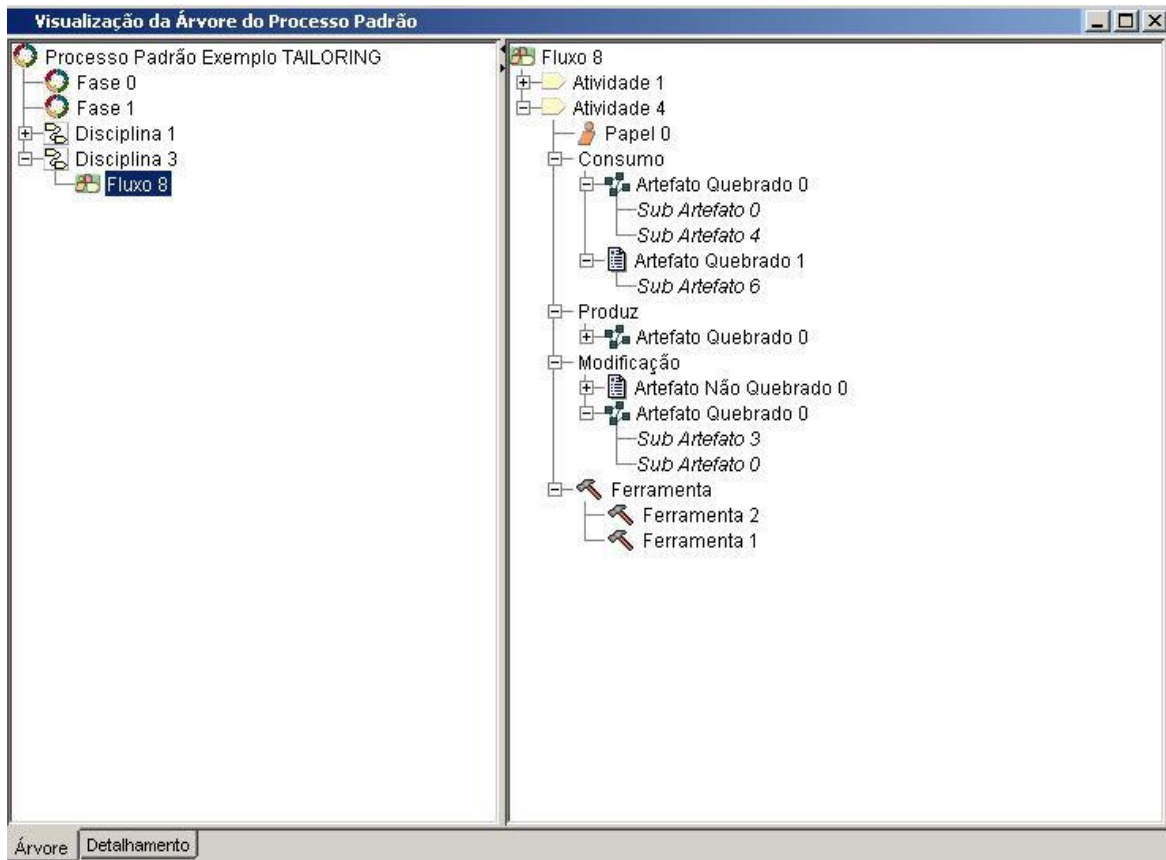 Visualização da Árvore do Processo Padrão
Processo Padrão Exemplo TAILORING
Fase 0
Fase 1
Disciplina 1
Disciplina 3
Fluxo 8
Fluxo 8
Atividade 1
Atividade 4
Papel 0
Consumo
Artefato Quebrado 0
Sub Artefato 0
Sub Artefato 4
Artefato Quebrado 1
Sub Artefato 6
Produz
Artefato Quebrado 0
Modificação
Artefato Não Quebrado 0
Artefato Quebrado 0
Sub Artefato 3
Sub Artefato 0
Ferramenta
Ferramenta 2
Ferramenta 1
Árvore Detalhamento